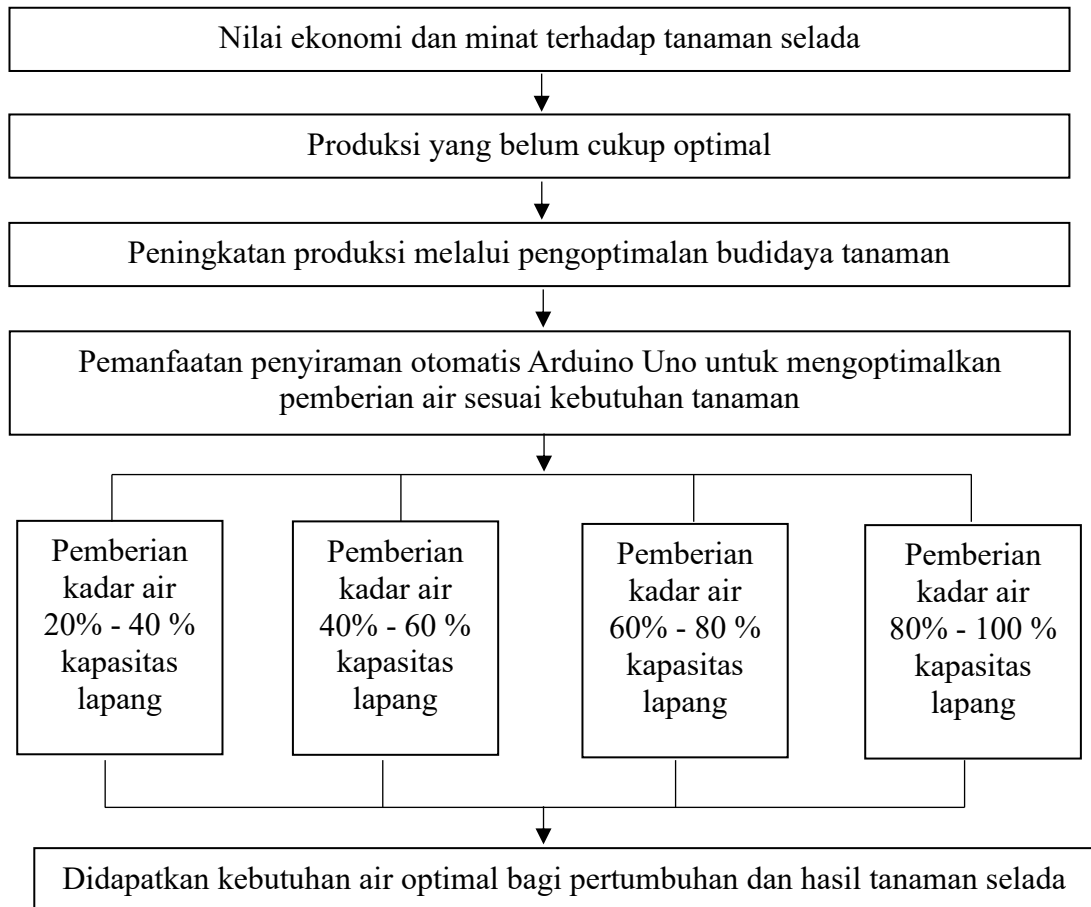 Nilai ekonomi dan minat terhadap tanaman selada
Produksi yang belum cukup optimal
Peningkatan produksi melalui pengoptimalan budidaya tanaman
Pemanfaatan penyiraman otomatis Arduino Uno untuk mengoptimalkan
pemberian air sesuai kebutuhan tanaman
Pemberian
kadar air
20% - 40 %
kapasitas
lapang
Pemberian
kadar air
40% - 60 %
kapasitas
lapang
Pemberian
kadar air
60% - 80 %
kapasitas
lapang
Pemberian
kadar air
80% - 100 %
kapasitas
lapang
Didapatkan kebutuhan air optimal bagi pertumbuhan dan hasil tanaman selada